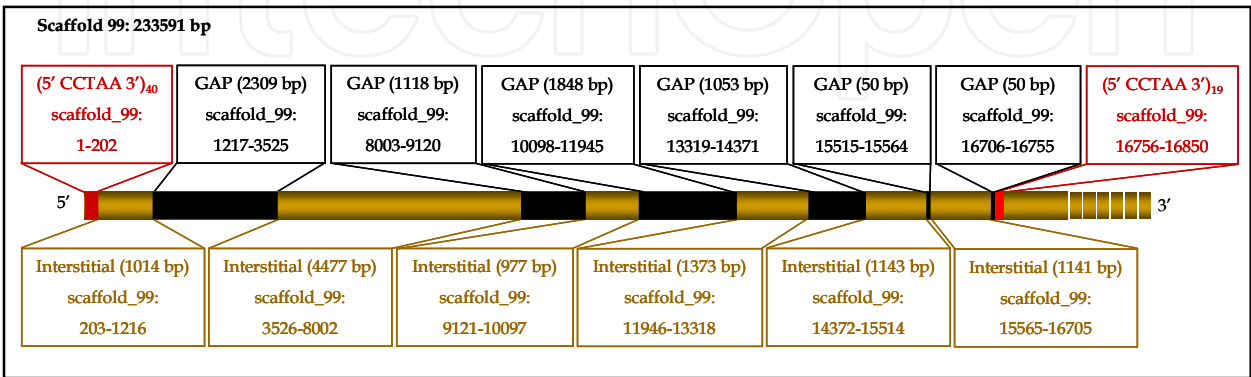 Scaffold 99: 233591 bp
(5' CCTAA 3')40
scaffold_99:
1-202
GAP (2309 bp)
scaffold_99:
1217-3525
GAP (1118 bp)
scaffold_99:
8003-9120
GAP (1848 bp)
scaffold_99:
10098-11945
GAP (1053 bp)
scaffold_99:
13319-14371
GAP (50 bp)
scaffold_99:
15515-15564
GAP (50 bp)
scaffold_99:
16706-16755
(5' CCTAA 3')19
scaffold_99:
16756-16850
5'
3'
Interstitial (1014 bp)
scaffold_99:
203-1216
Interstitial (4477 bp)
scaffold_99:
3526-8002
Interstitial (977 bp)
scaffold_99:
9121-10097
Interstitial (1373 bp)
scaffold_99:
11946-13318
Interstitial (1143 bp)
scaffold_99:
14372-15514
Interstitial (1141 bp)
scaffold_99:
15565-16705